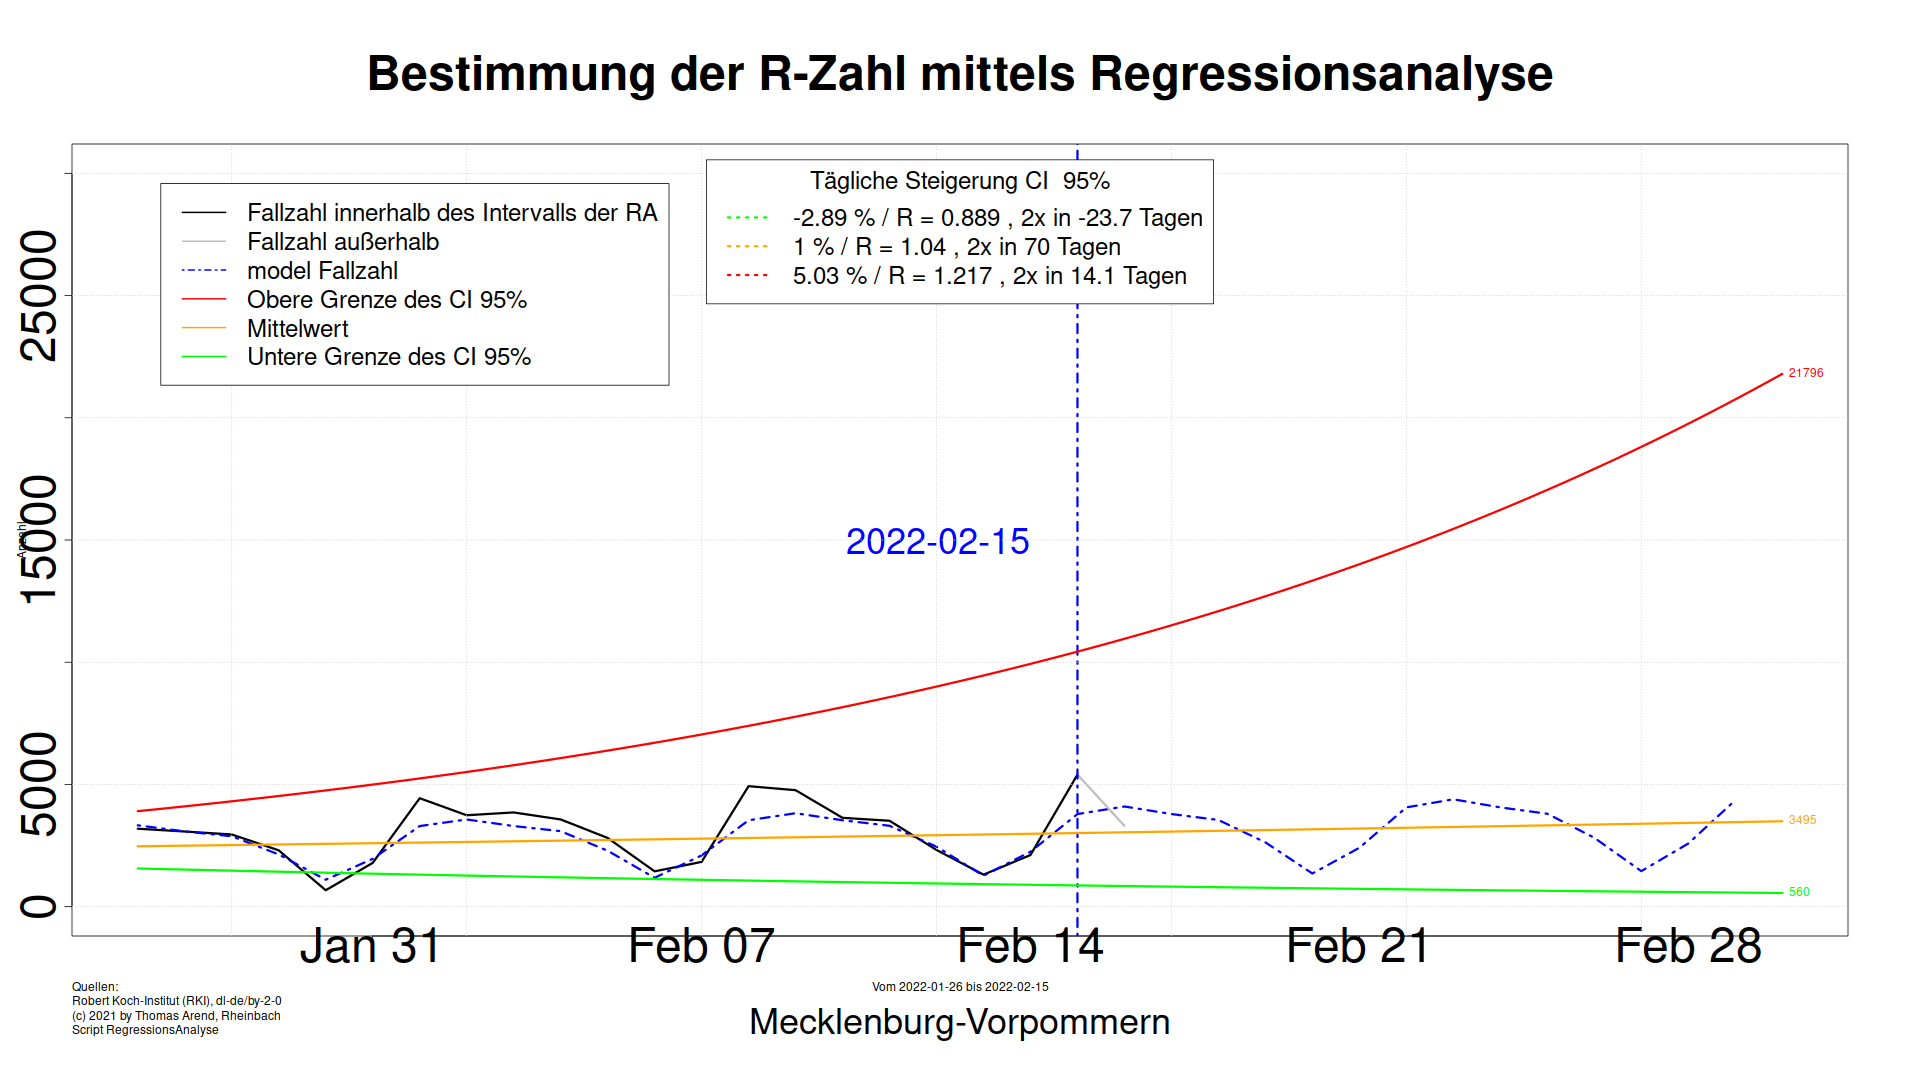 Bestimmung der R-Zahl mittels Regressionsanalyse
Fallzahl innerhalb des Intervalls der RA
Fallzahl außerhalb
model Fallzahl
Obere Grenze des CI 95%
Mittelwert
Untere Grenze des CI 95%
Tägliche Steigerung CI  95%
-2.89 % / R = 0.889 , 2x in -23.7 Tagen
1 % / R = 1.04 , 2x in 70 Tagen
5.03 % / R = 1.217 , 2x in 14.1 Tagen
25000
15000
5000
0
Anzahl
2022-02-15
21796
3495
560
Jan 31
Feb 07
Feb 14
Feb 21
Feb 28
Quellen:
Robert Koch-Institut (RKI), dl-de/by-2-0
(c) 2021 by Thomas Arend, Rheinbach
Script RegressionsAnalyse
Vom 2022-01-26 bis 2022-02-15
Mecklenburg-Vorpommern